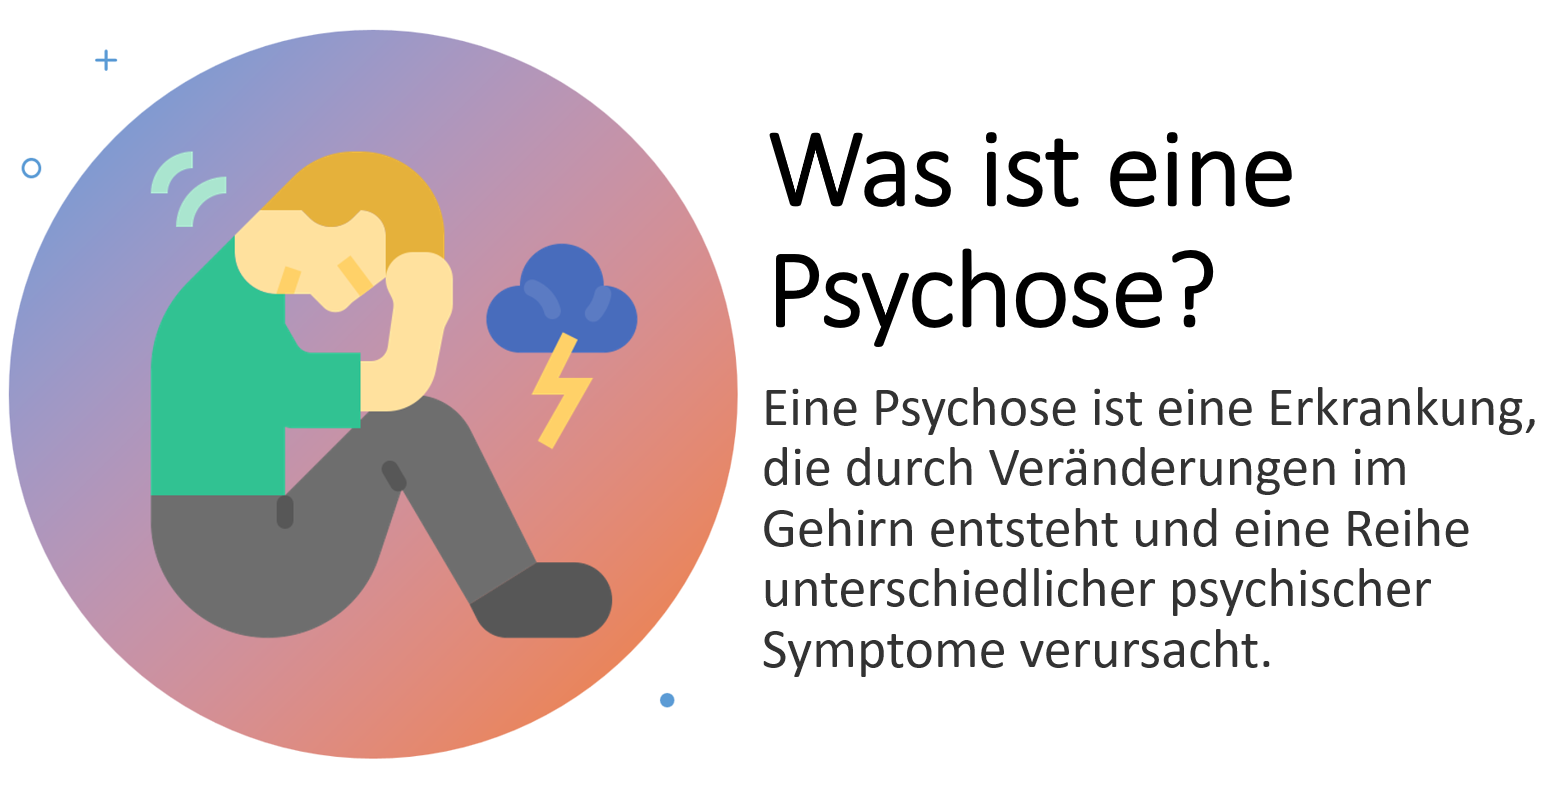 Was ist eine
Psychose?
Eine Psychose ist eine Erkrankung,
die durch Veränderungen im
Gehirn entsteht und eine Reihe
unterschiedlicher psychischer
Symptome verursacht.